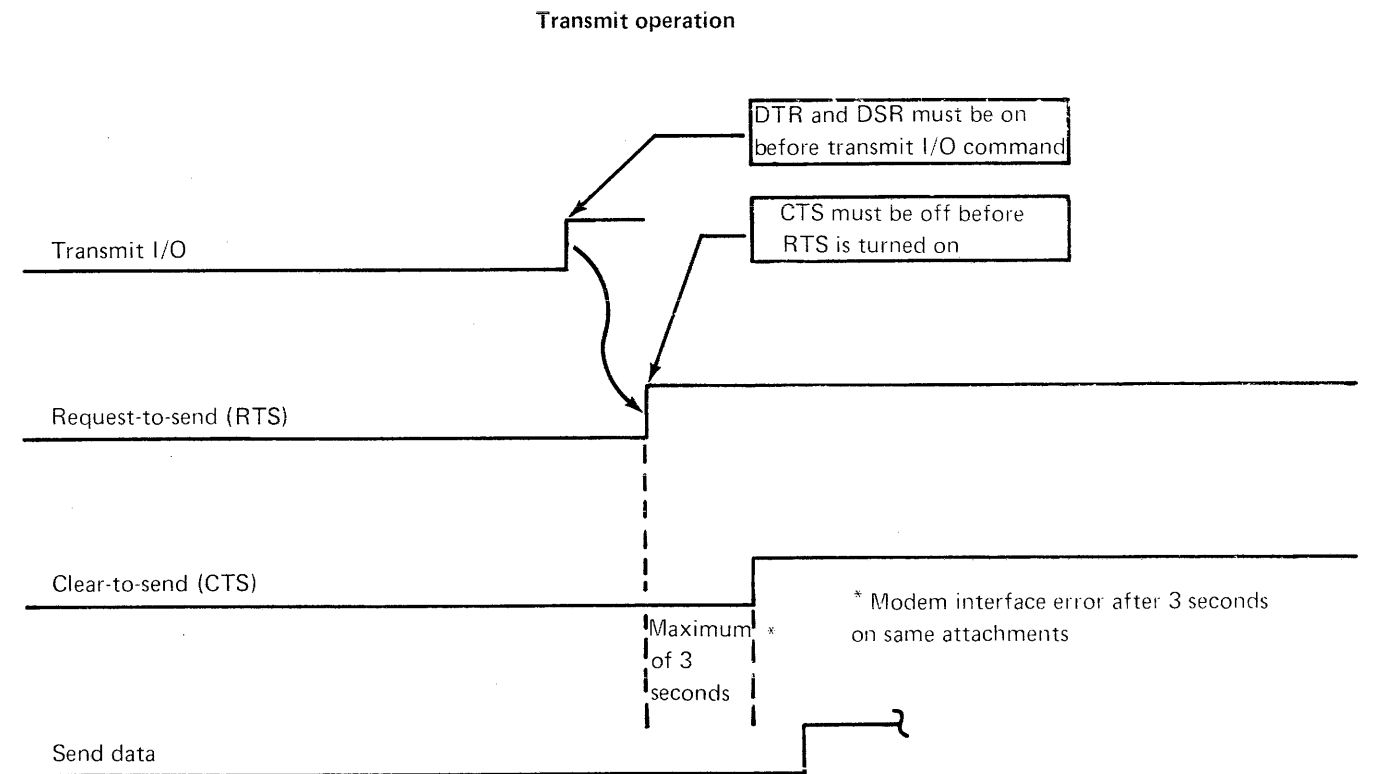 Transmit operation
DTR and DSR must be on
before transmit I/O command
CTS must be off before
RTS is turned on
Transmit I/O
Request-to-send (RTS)
Clear-to-send (CTS)
* Modem interface error after 3 seconds
on same attachments
Maximum *
of 3
seconds
Send data